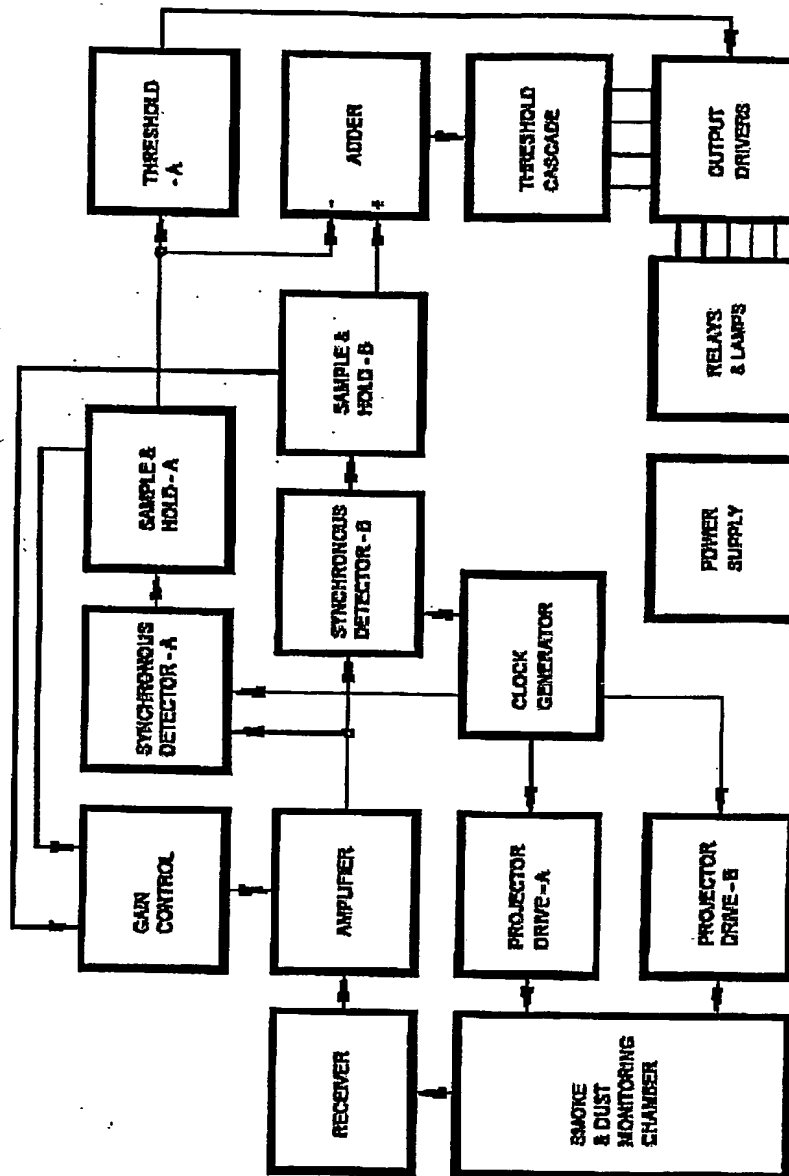 THRESHOLD
- A
ADDER
-
+
THRESHOLD
CASCADE
OUTPUT
DRIVERS
SAMPLE &
HOLD - A
SAMPLE &
HOLD - B
RELAYS
& LAMPS
SYNCHRONOUS
DETECTOR - A
SYNCHRONOUS
DETECTOR - B
CLOCK
GENERATOR
POWER
SUPPLY
GAIN
CONTROL
AMPLIFIER
PROJECTOR
DRIVE - A
PROJECTOR
DRIVE - B
RECEIVER
SMOKE
& DUST
MONITORING
CHAMBER